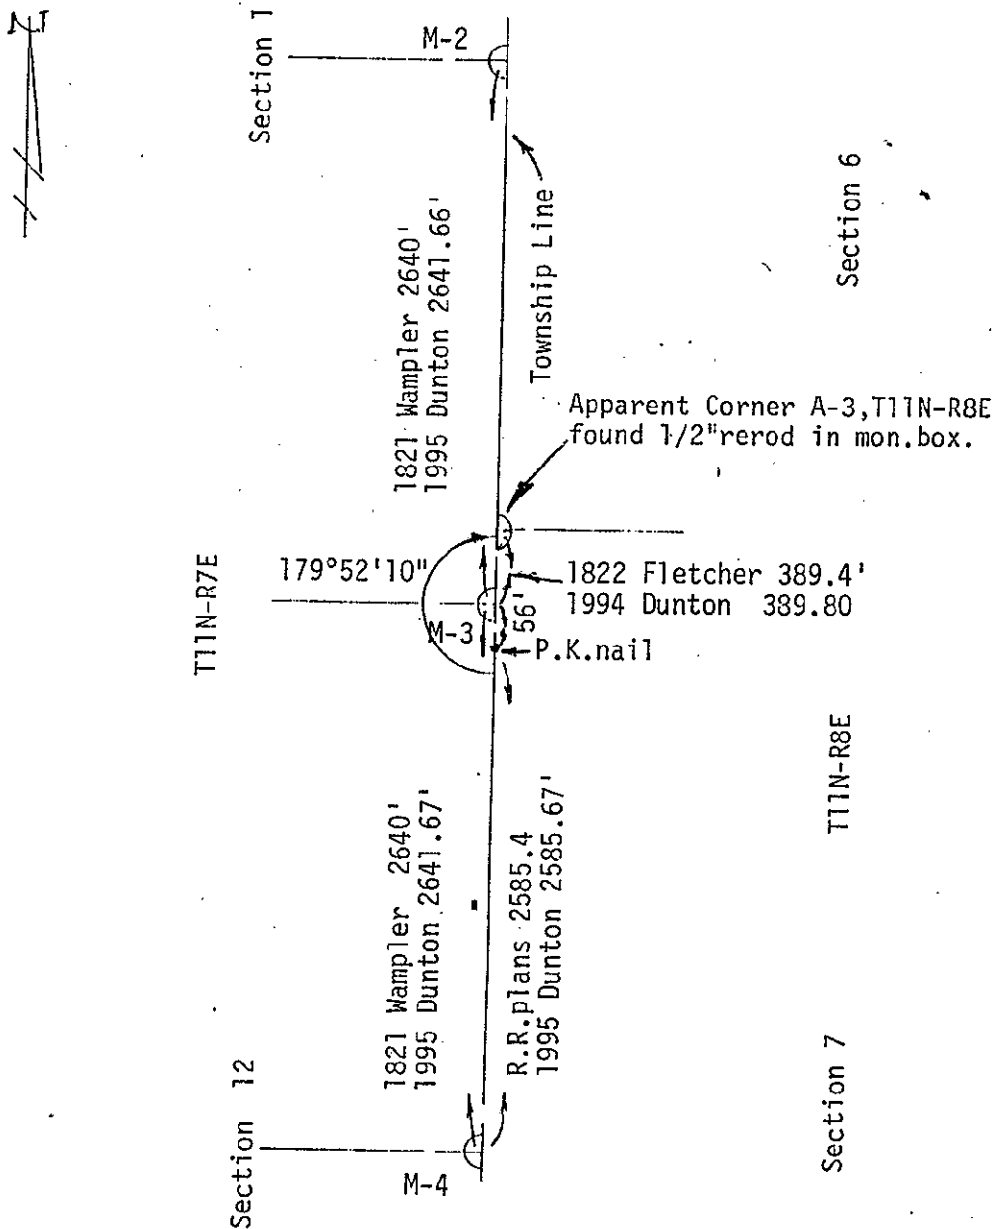 Section 1
M-2
Section 6
1821 Wampler 2640'
1995 Dunton 2641.66'
Township Line
Apparent Corner A-3,T11N-R8E
found 1/2"rerod in mon.box.
T11N-R7E
179°52'10"
1822 Fletcher 389.4'
1994 Dunton 389.80
M-3
56'
P.K.nail
T11N-R8E
1821 Wampler 2640'
1995 Dunton 2641.67'
R.R.plans 2585.4
1995 Dunton 2585.67'
Section 12
M-4
Section 7